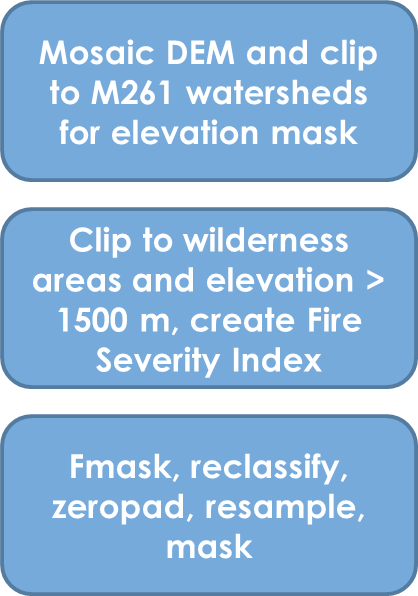 Mosaic DEM and clip
to M261 watersheds
for elevation mask
Clip to wilderness
areas and elevation >
1500 m, create Fire
Severity Index
Fmask, reclassify,
zeropad, resample,
mask